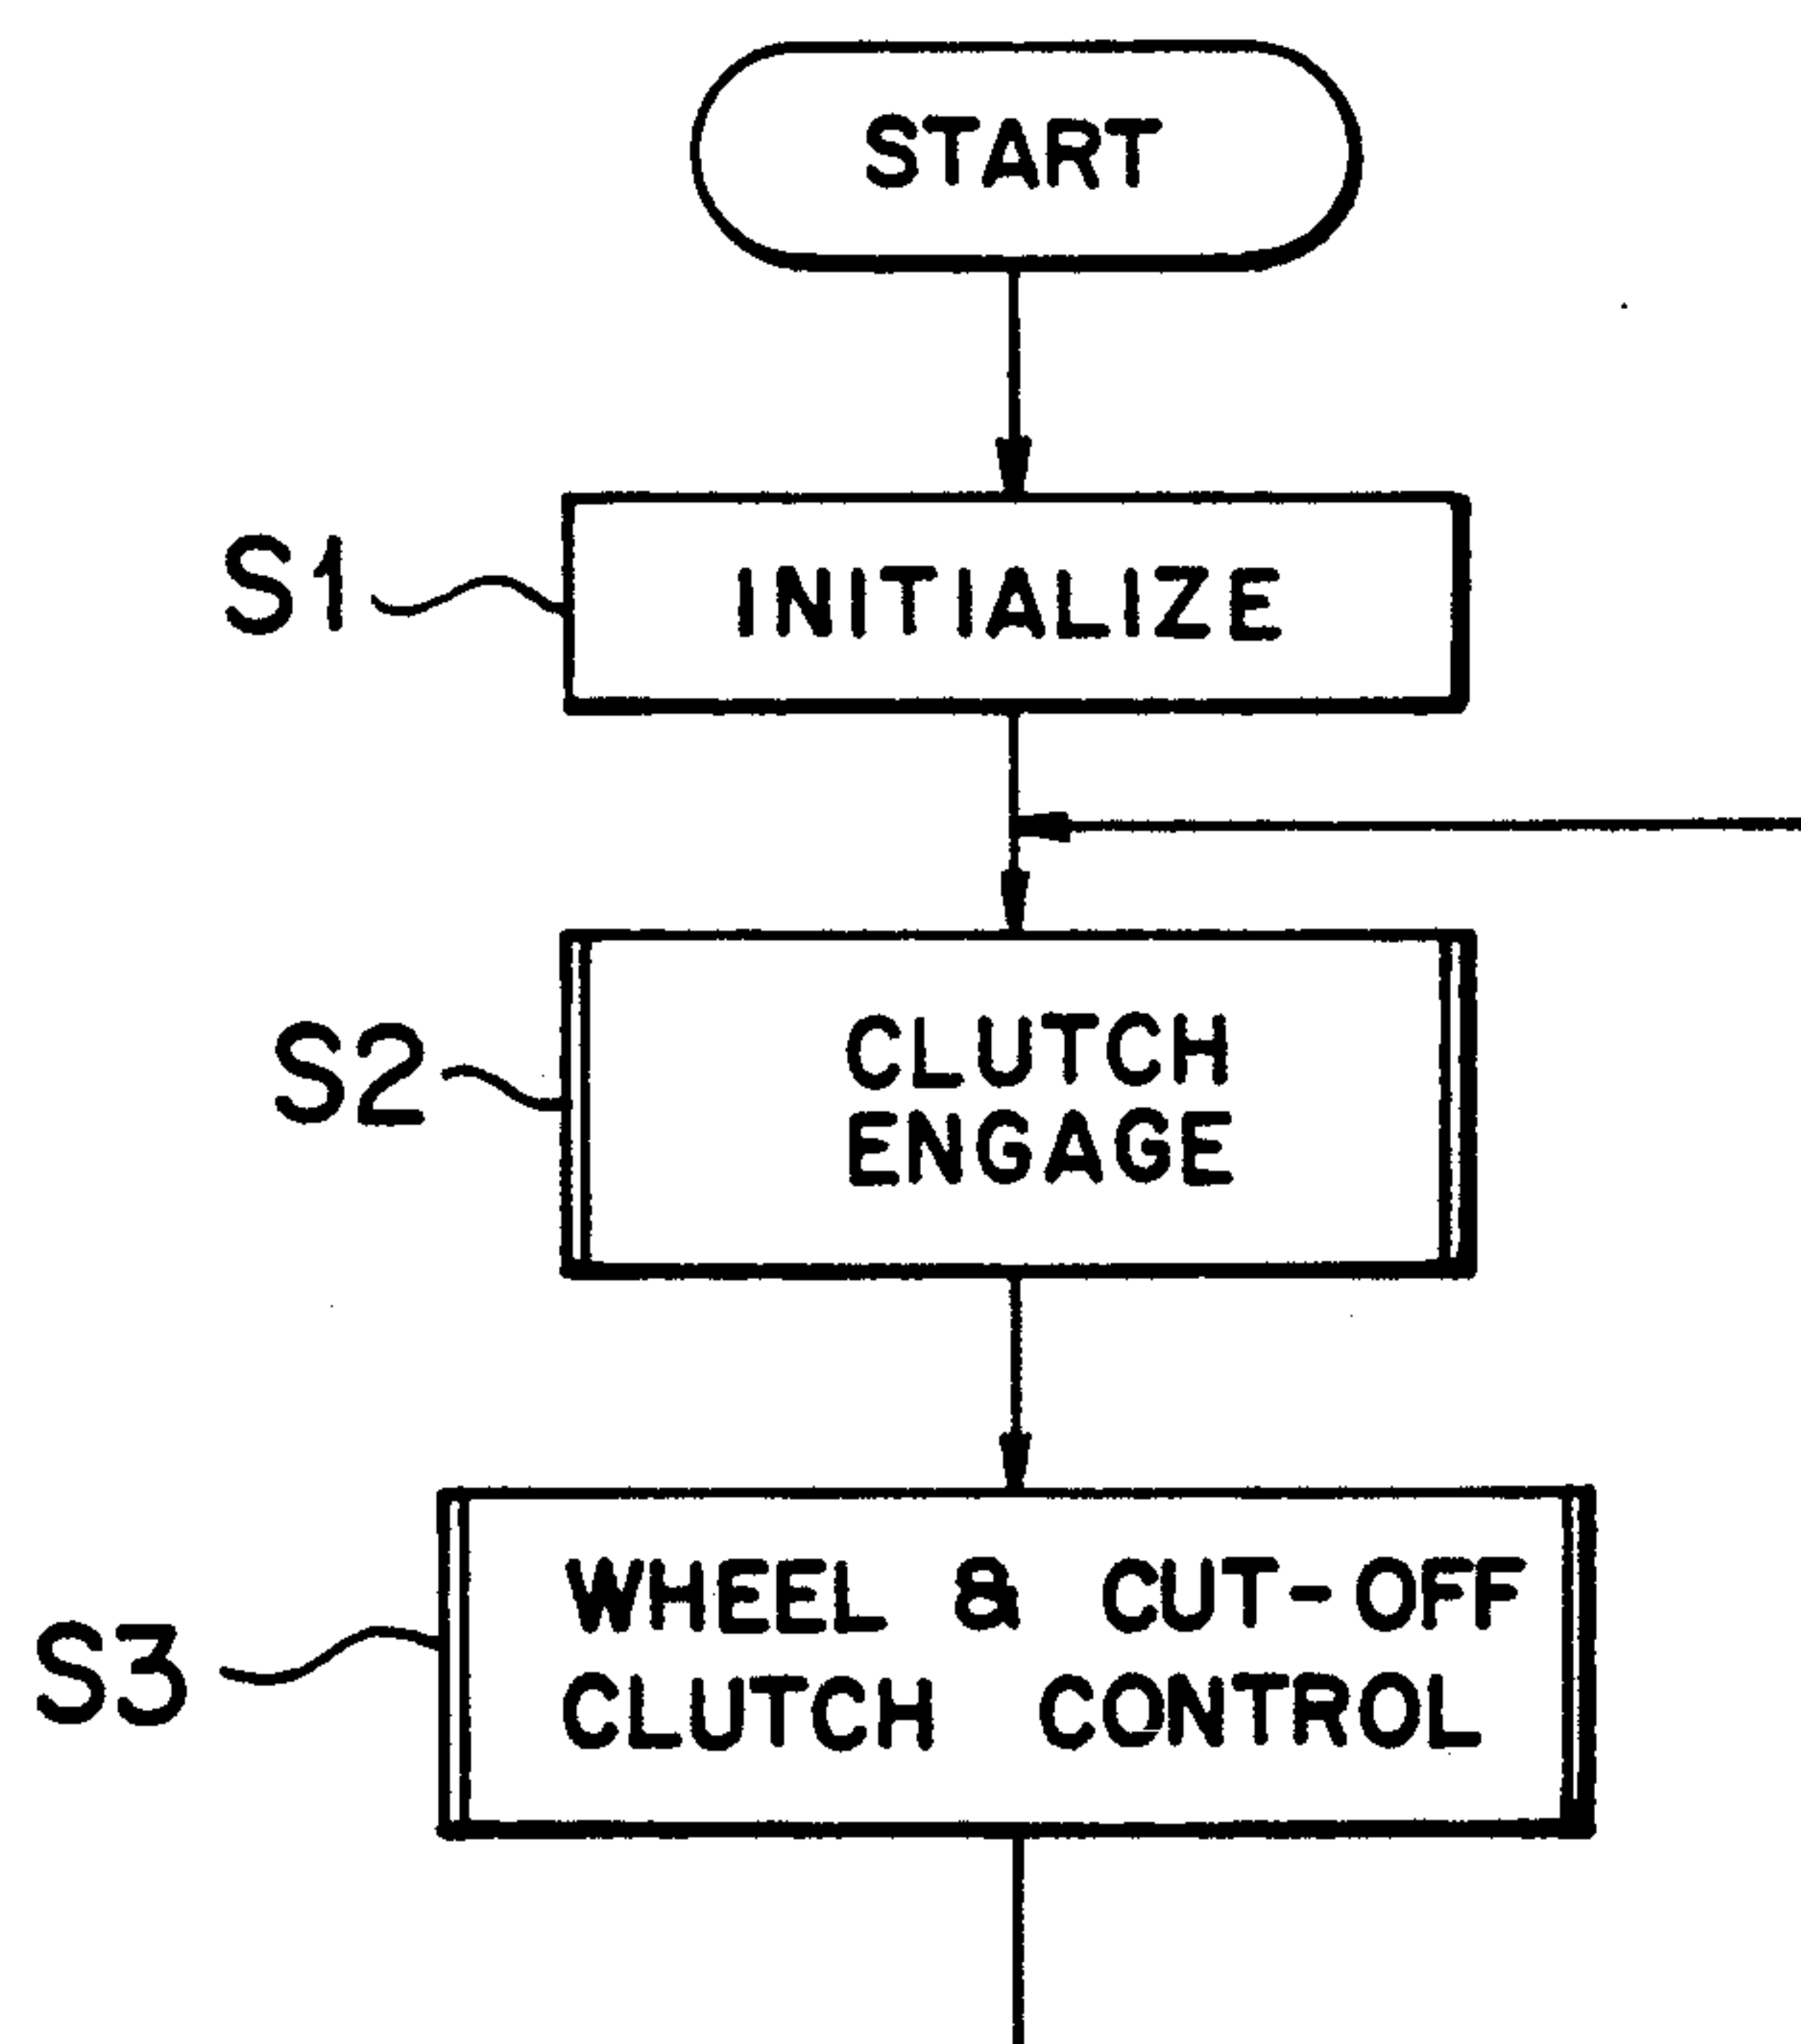 START
S1
INITIALIZE
S2
CLUTCH
ENGAGE
S3
WHEEL & CUT-OFF
CLUTCH CONTROL